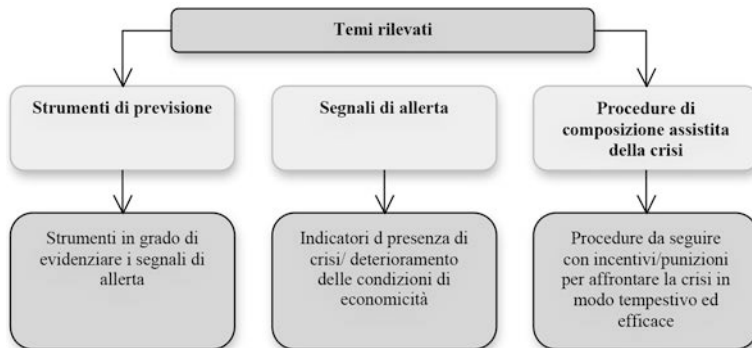 Temi rilevati
Strumenti di previsione
Segnali di allerta
Procedure di
composizione assistita
della crisi
Strumenti in grado di
evidenziare i segnali di
allerta
Indicatori d presenza di
crisi/ deterioramento
delle condizioni di
economicità
Procedure da seguire
con incentivi/punizioni
per affrontare la crisi in
modo tempestivo ed
efficace